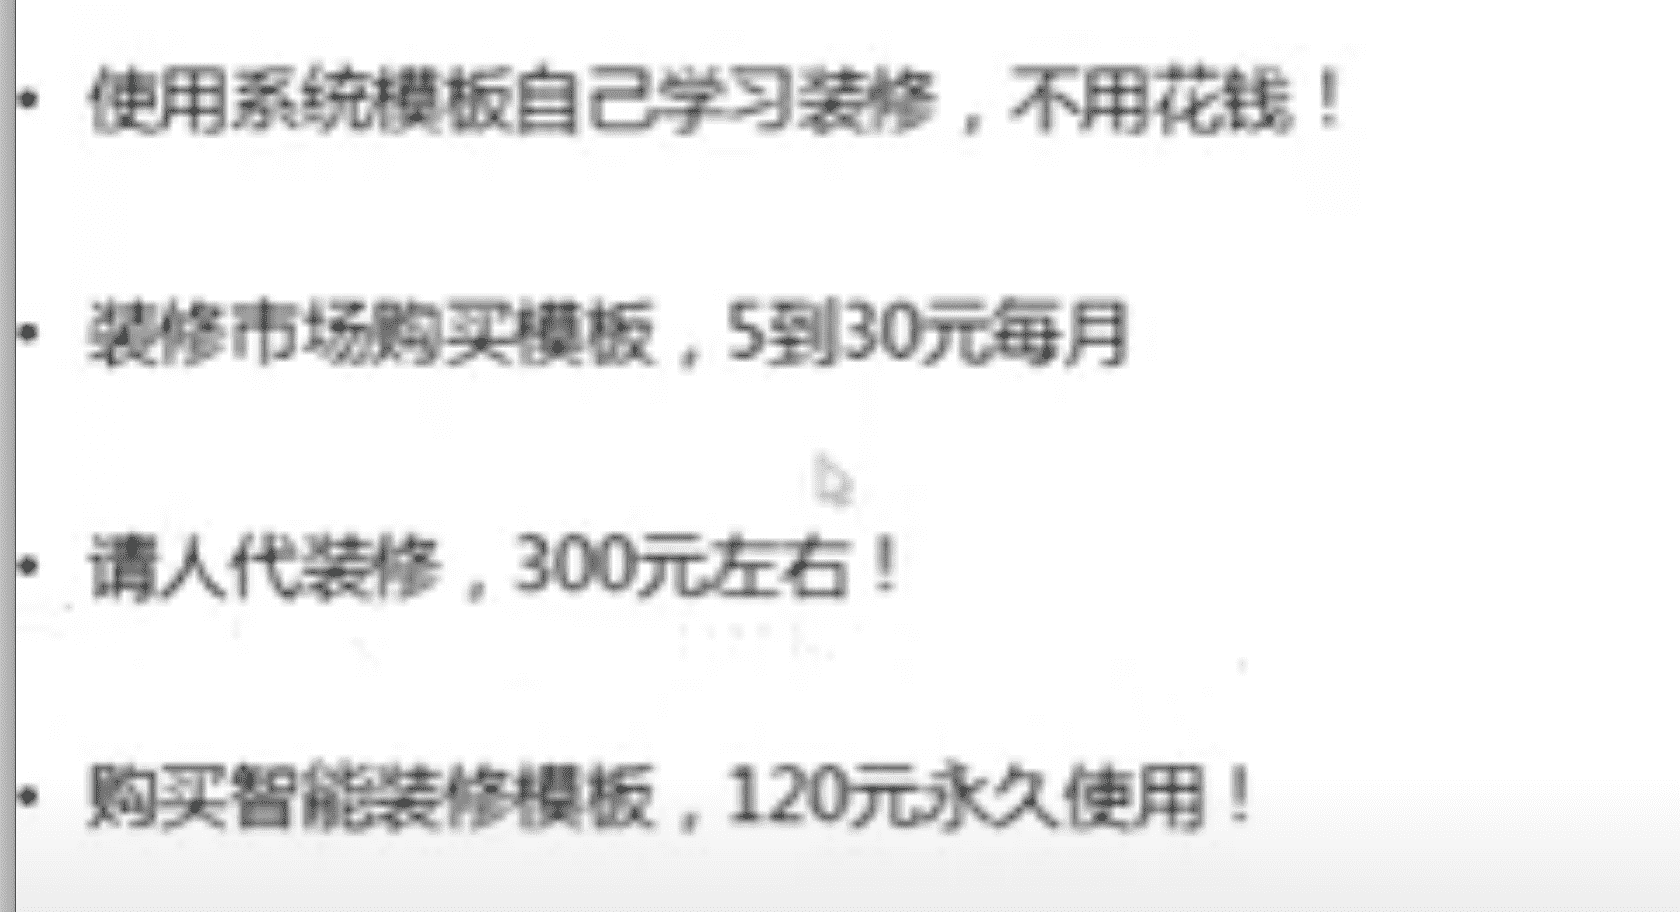 • 使用系统模板自己学习装修，不用花钱！
• 装修市场购买模板，5到30元每月
• 请人代装修，300元左右！
• 购买智能装修模板，120元永久使用！